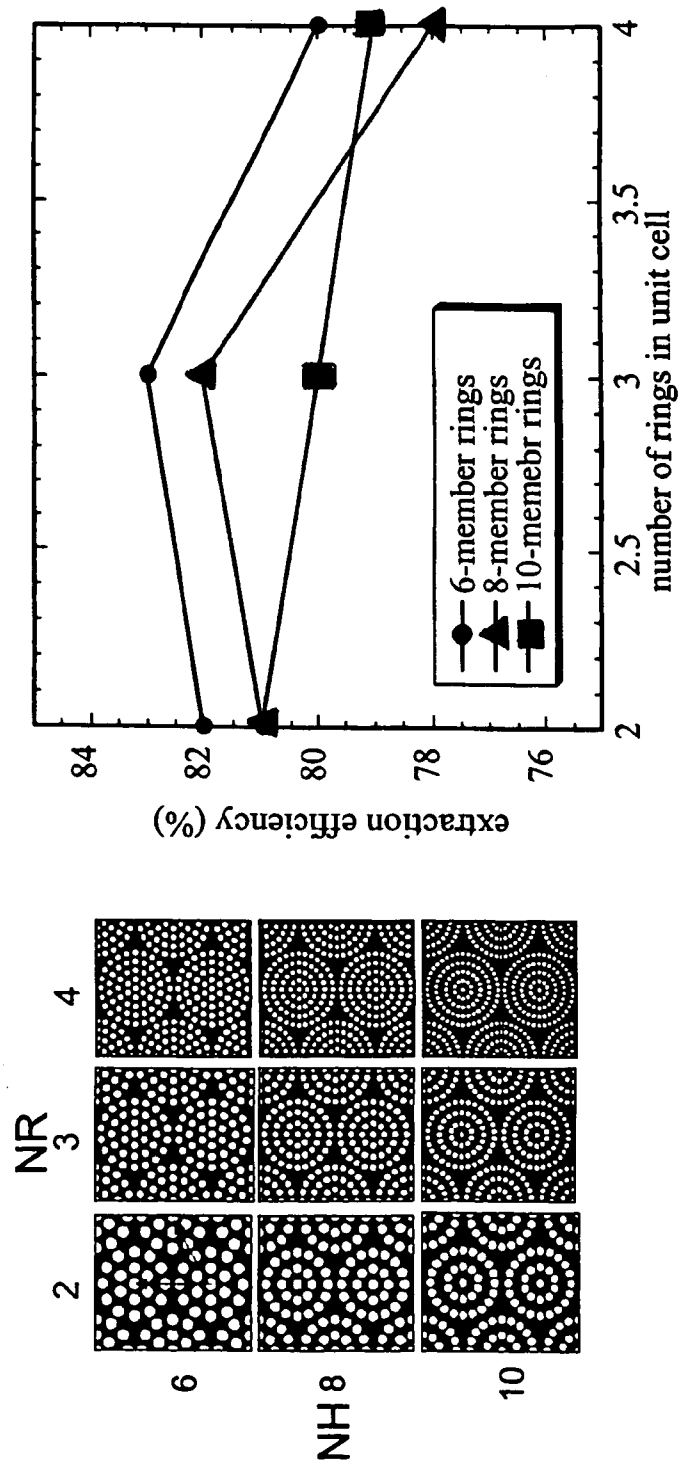 NR
2 3 4
6
NH 8
10
extraction efficiency (%)
84
82
80
78
76
6-member rings
8-member rings
10-memebr rings
2 2.5 3 3.5 4
number of rings in unit cell